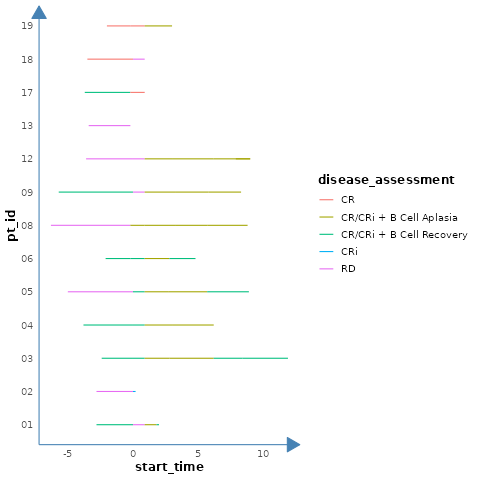 19
18
17
13
12
09
08
06
05
04
03
02
01
pt_id
-5
0
5
10
start_time
disease_assessment
CR
CR/CRi + B Cell Aplasia
CR/CRi + B Cell Recovery
CRi
RD